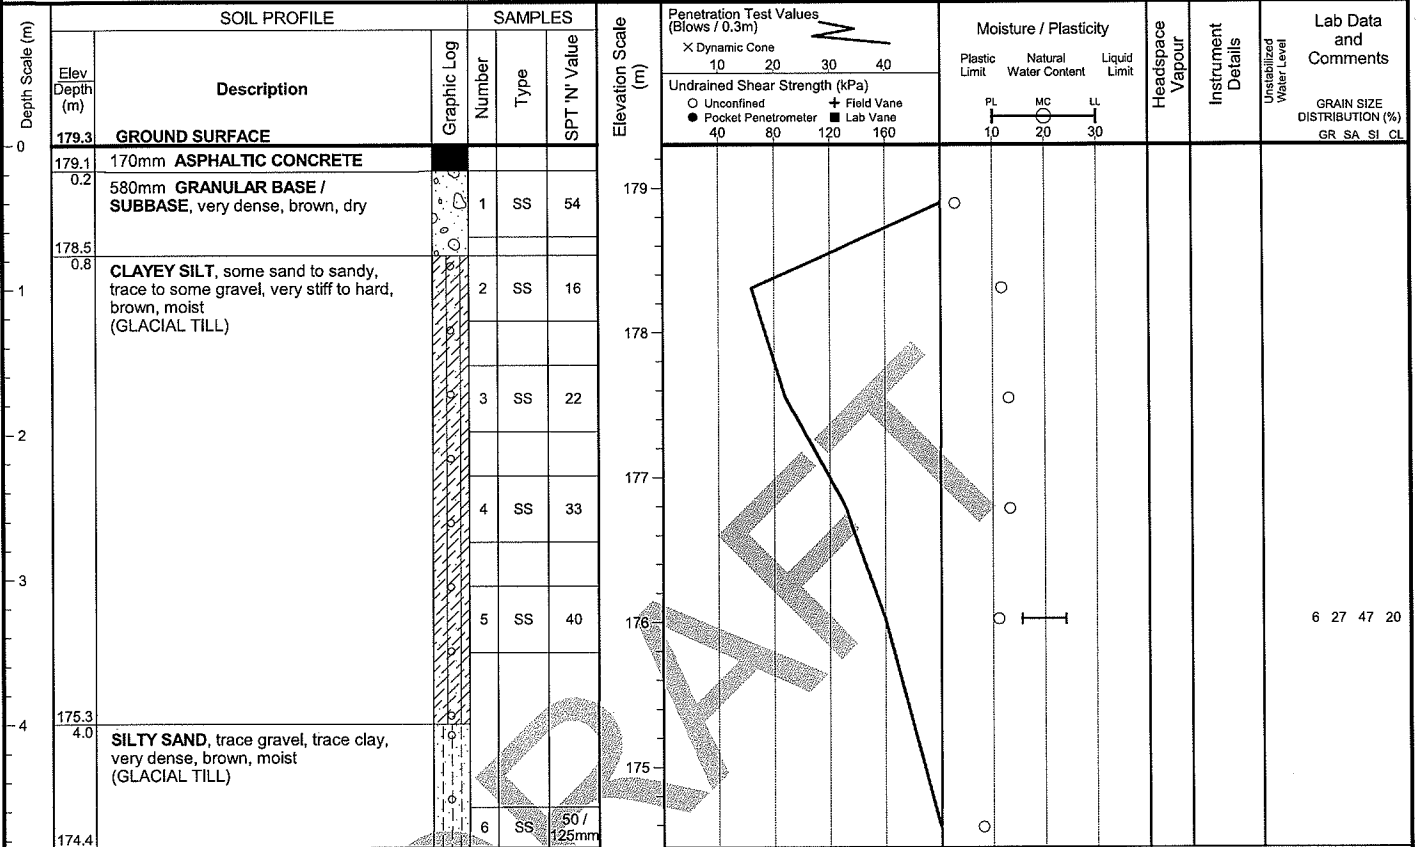 SOIL PROFILE
SAMPLES
Depth Scale (m)
Elev
Depth
(m)
Description
Graphic Log
Number
Type
SPT 'N' Value
Elevation Scale
(m)
Penetration Test Values
(Blows / 0.3m)
× Dynamic Cone
10 20 30 40
Undrained Shear Strength (kPa)
Unconfined
Field Vane
Pocket Penetrometer
Lab Vane
40 80 120 160
Moisture / Plasticity
Plastic
Limit
Natural
Water Content
Liquid
Limit
PL MC LL
10 20 30
Headspace
Vapour
Instrument
Details
Unstabilized
Water Level
Lab Data
and
Comments
GRAIN SIZE
DISTRIBUTION (%)
GR SA SI CL
179.3 GROUND SURFACE
0
179.1 170mm ASPHALTIC CONCRETE
0.2
580mm GRANULAR BASE /
SUBBASE, very dense, brown, dry
1 SS 54
179
178.5
0.8
CLAYEY SILT, some sand to sandy,
trace to some gravel, very stiff to hard,
brown, moist
(GLACIAL TILL)
1
2 SS 16
178
3 SS 22
2
177
4 SS 33
3
5 SS 40
176
6 27 47 20
175.3
4
4.0
SILTY SAND, trace gravel, trace clay,
very dense, brown, moist
(GLACIAL TILL)
175
6 SS 50 /
125mm
174.4
DRAFT